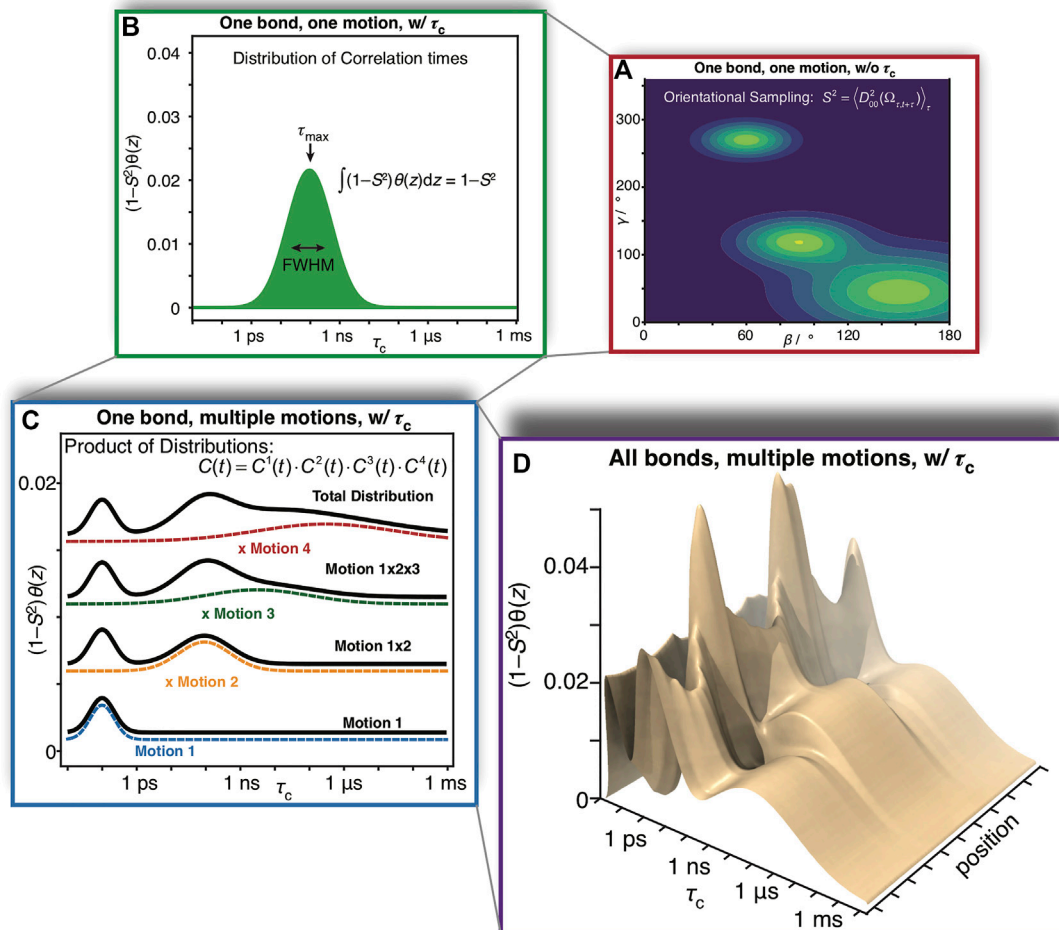 B
One bond, one motion, w/ τc
Distribution of Correlation times
τmax
∫(1−S²)θ(z)dz = 1−S²
FWHM
(1−S²)θ(z)
0.04
0.03
0.02
0.01
0
1 ps
1 ns
1 µs
1 ms
τc
A
One bond, one motion, w/o τc
Orientational Sampling: S² = ⟨D²₀₀(Ωτ,t+τ)⟩τ
γ / °
300
200
100
0
0
60
120
180
β / °
C
One bond, multiple motions, w/ τc
Product of Distributions:
C(t) = C¹(t)·C²(t)·C³(t)·C⁴(t)
0.02
Total Distribution
x Motion 4
Motion 1x2x3
x Motion 3
Motion 1x2
x Motion 2
Motion 1
Motion 1
(1−S²)θ(z)
0
1 ps
1 ns
τc
1 µs
1 ms
D
All bonds, multiple motions, w/ τc
(1−S²)θ(z)
0.04
0.02
0
1 ps
1 ns
τc
1 µs
1 ms
position